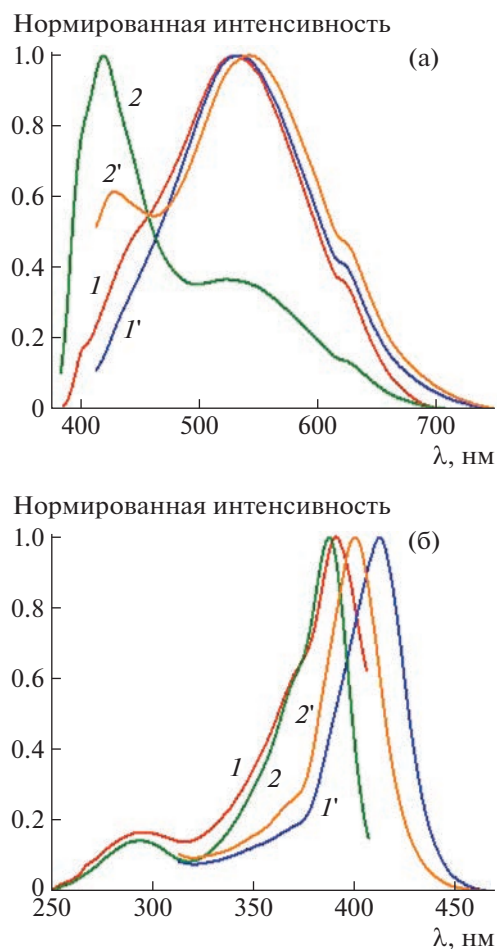 Нормированная интенсивность
(а)
1.0
2
0.8
2'
0.6
1
0.4
1'
0.2
0
400 500 600 700
λ, нм
Нормированная интенсивность
1.0
(б)
0.8
0.6
2'
1
0.4
2
0.2
1'
0
250 300 350 400 450
λ, нм